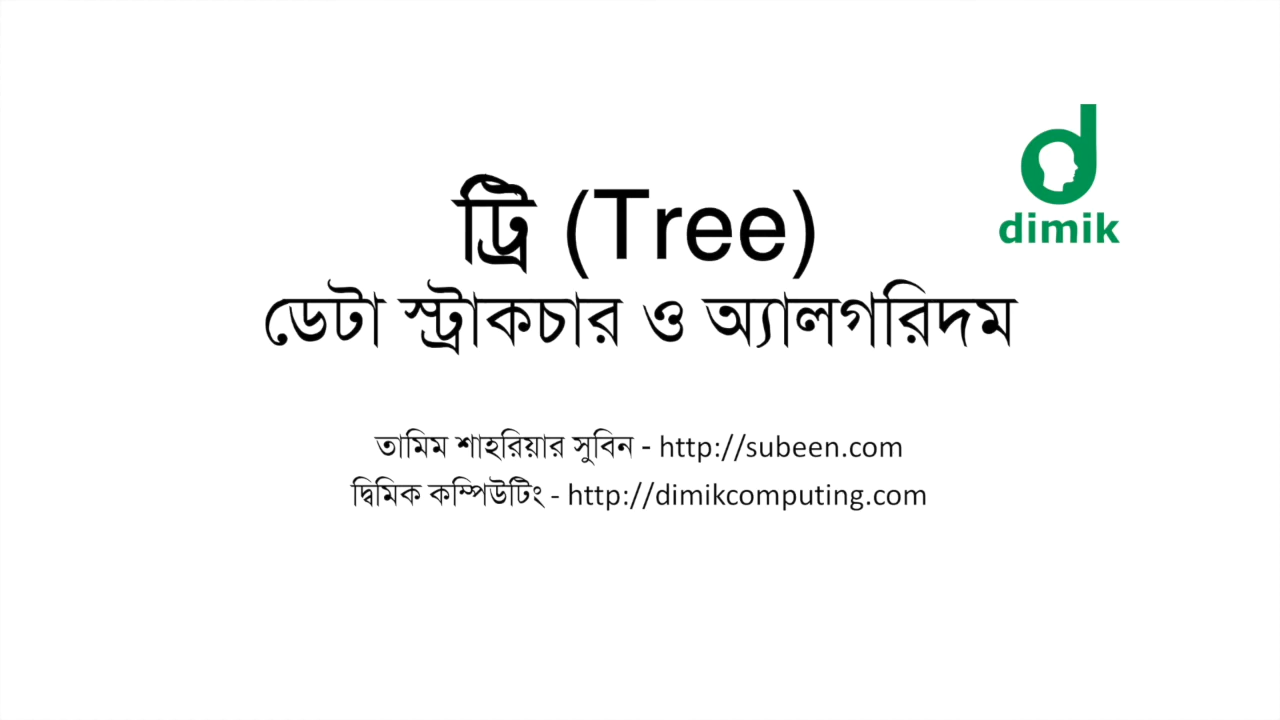 ট্রি (Tree)
dimik
ডেটা স্ট্রাকচার ও অ্যালগরিদম
তামিম শাহরিয়ার সুবিন - http://subeen.com
দ্বিমিক কম্পিউটিং - http://dimikcomputing.com